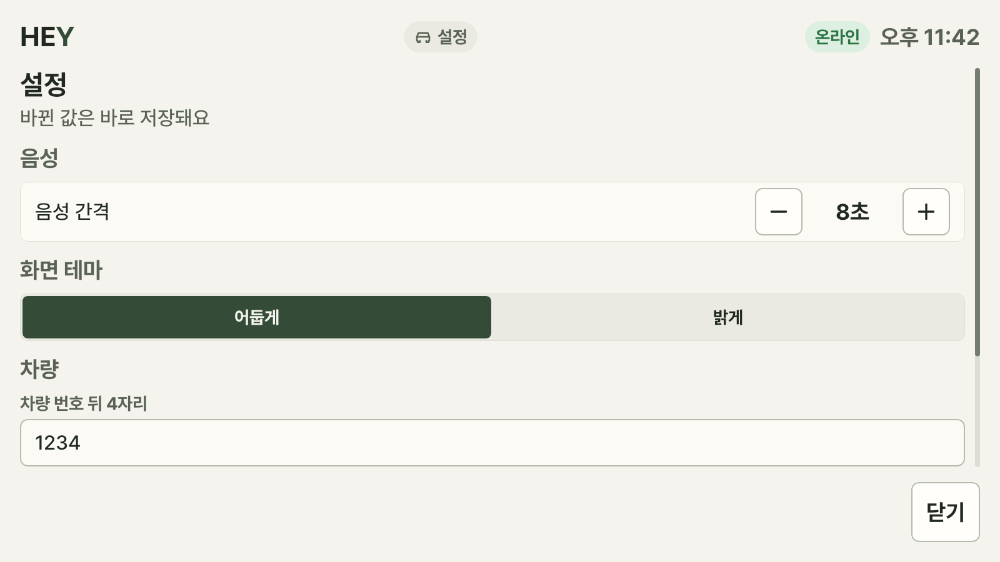 HEY
설정
온라인 오후 11:42
설정
바뀐 값은 바로 저장돼요
음성
음성 간격 − 8초 +
화면 테마
어둡게 밝게
차량
차량 번호 뒤 4자리
1234
닫기